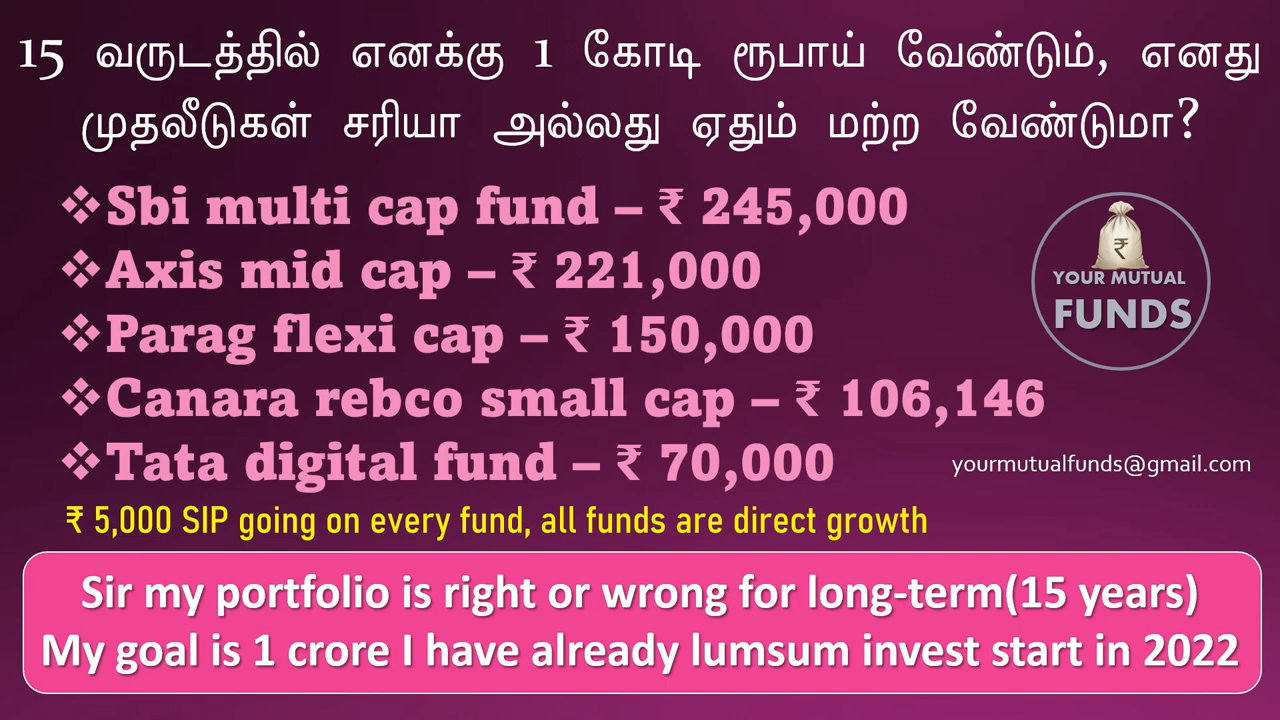 15 வருடத்தில் எனக்கு 1 கோடி ரூபாய் வேண்டும், எனது
முதலீடுகள் சரியா அல்லது ஏதும் மற்ற வேண்டுமா?
❖Sbi multi cap fund – ₹ 245,000
❖Axis mid cap – ₹ 221,000
❖Parag flexi cap – ₹ 150,000
❖Canara rebco small cap – ₹ 106,146
❖Tata digital fund – ₹ 70,000
₹
YOUR MUTUAL
FUNDS
yourmutualfunds@gmail.com
₹ 5,000 SIP going on every fund, all funds are direct growth
Sir my portfolio is right or wrong for long-term(15 years)
My goal is 1 crore I have already lumsum invest start in 2022